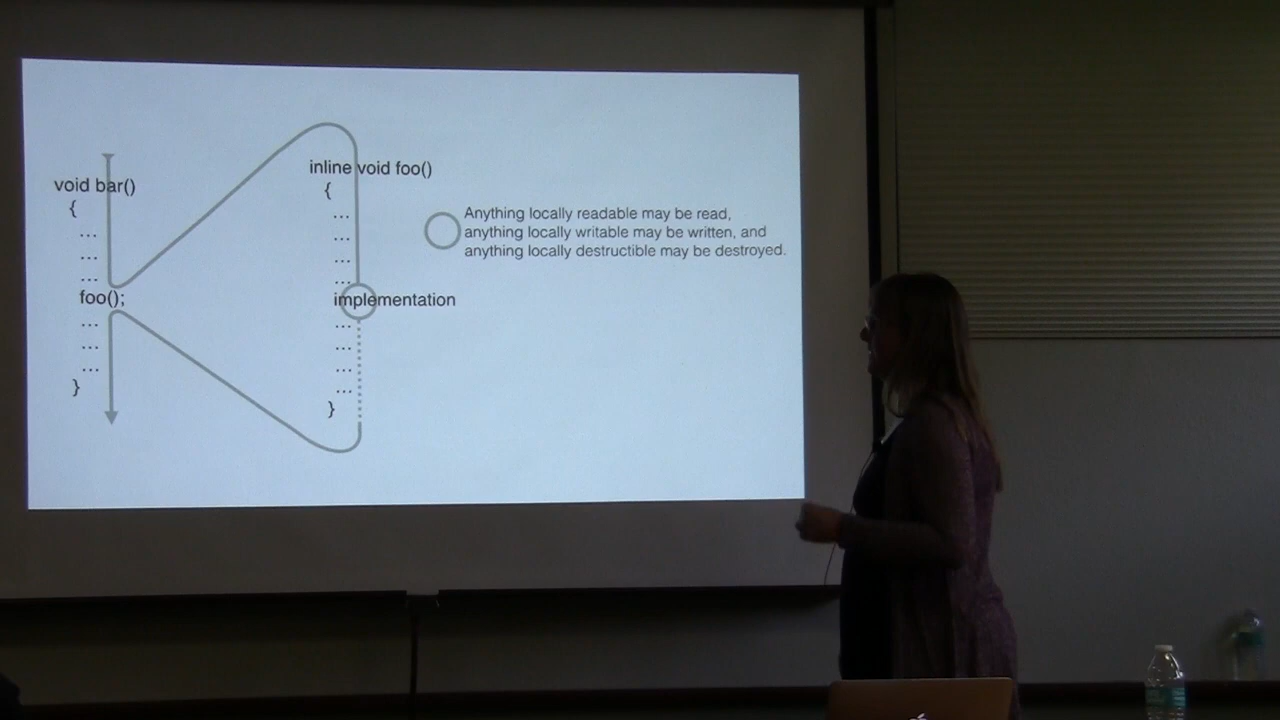 void bar()
{
...
...
...
foo();
...
...
...
}
inline void foo()
{
...
...
...
...
implementation
...
...
...
...
}
Anything locally readable may be read,
anything locally writable may be written, and
anything locally destructible may be destroyed.